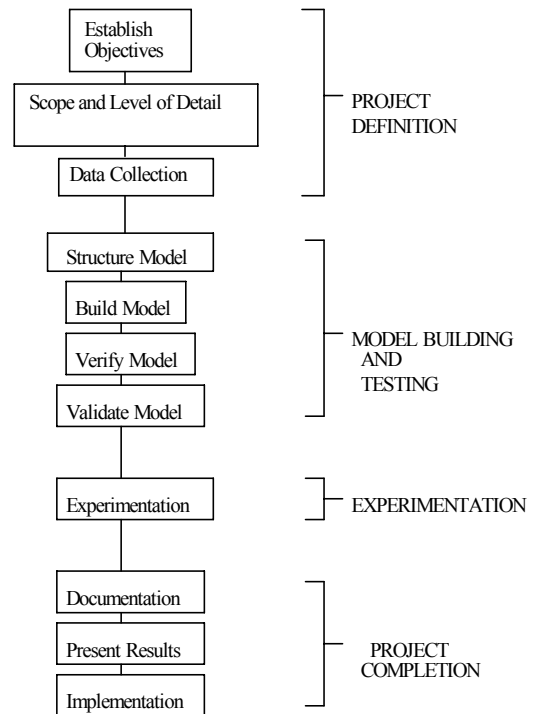 Establish
Objectives
Scope and Level of Detail
Data Collection
PROJECT
DEFINITION
Structure Model
Build Model
Verify Model
Validate Model
MODEL BUILDING
AND
TESTING
Experimentation
EXPERIMENTATION
Documentation
Present Results
Implementation
PROJECT
COMPLETION